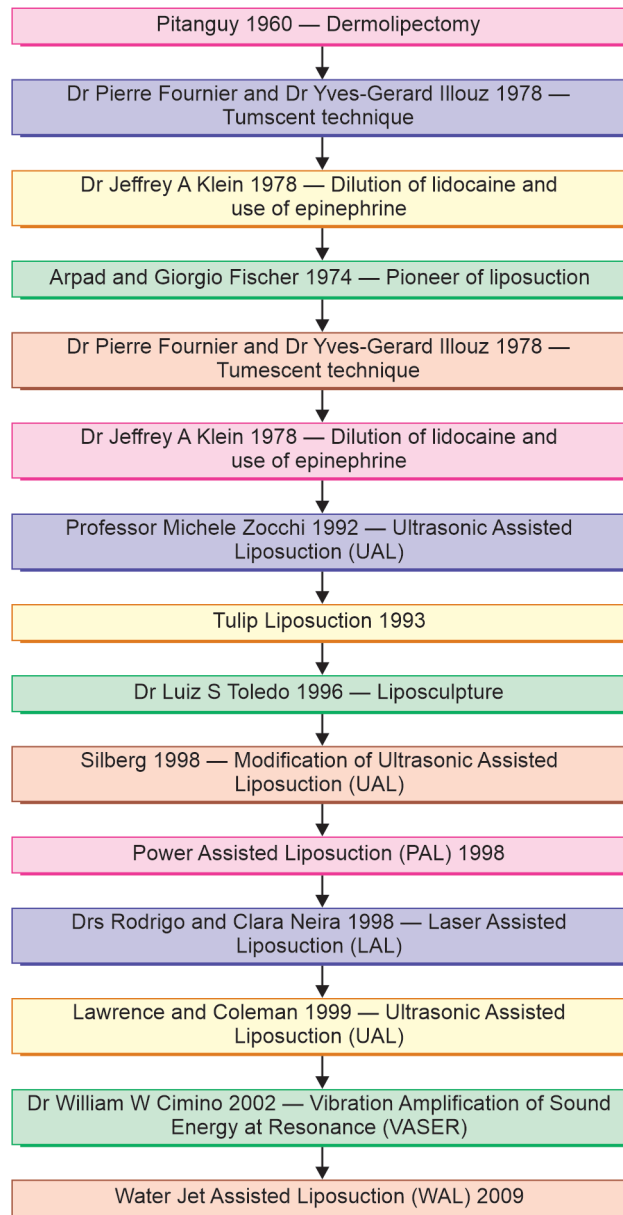 Pitanguy 1960 — Dermolipectomy
Dr Pierre Fournier and Dr Yves-Gerard Illouz 1978 —
Tumscent technique
Dr Jeffrey A Klein 1978 — Dilution of lidocaine and
use of epinephrine
Arpad and Giorgio Fischer 1974 — Pioneer of liposuction
Dr Pierre Fournier and Dr Yves-Gerard Illouz 1978 —
Tumescent technique
Dr Jeffrey A Klein 1978 — Dilution of lidocaine and
use of epinephrine
Professor Michele Zocchi 1992 — Ultrasonic Assisted
Liposuction (UAL)
Tulip Liposuction 1993
Dr Luiz S Toledo 1996 — Liposculpture
Silberg 1998 — Modification of Ultrasonic Assisted
Liposuction (UAL)
Power Assisted Liposuction (PAL) 1998
Drs Rodrigo and Clara Neira 1998 — Laser Assisted
Liposuction (LAL)
Lawrence and Coleman 1999 — Ultrasonic Assisted
Liposuction (UAL)
Dr William W Cimino 2002 — Vibration Amplification of Sound
Energy at Resonance (VASER)
Water Jet Assisted Liposuction (WAL) 2009